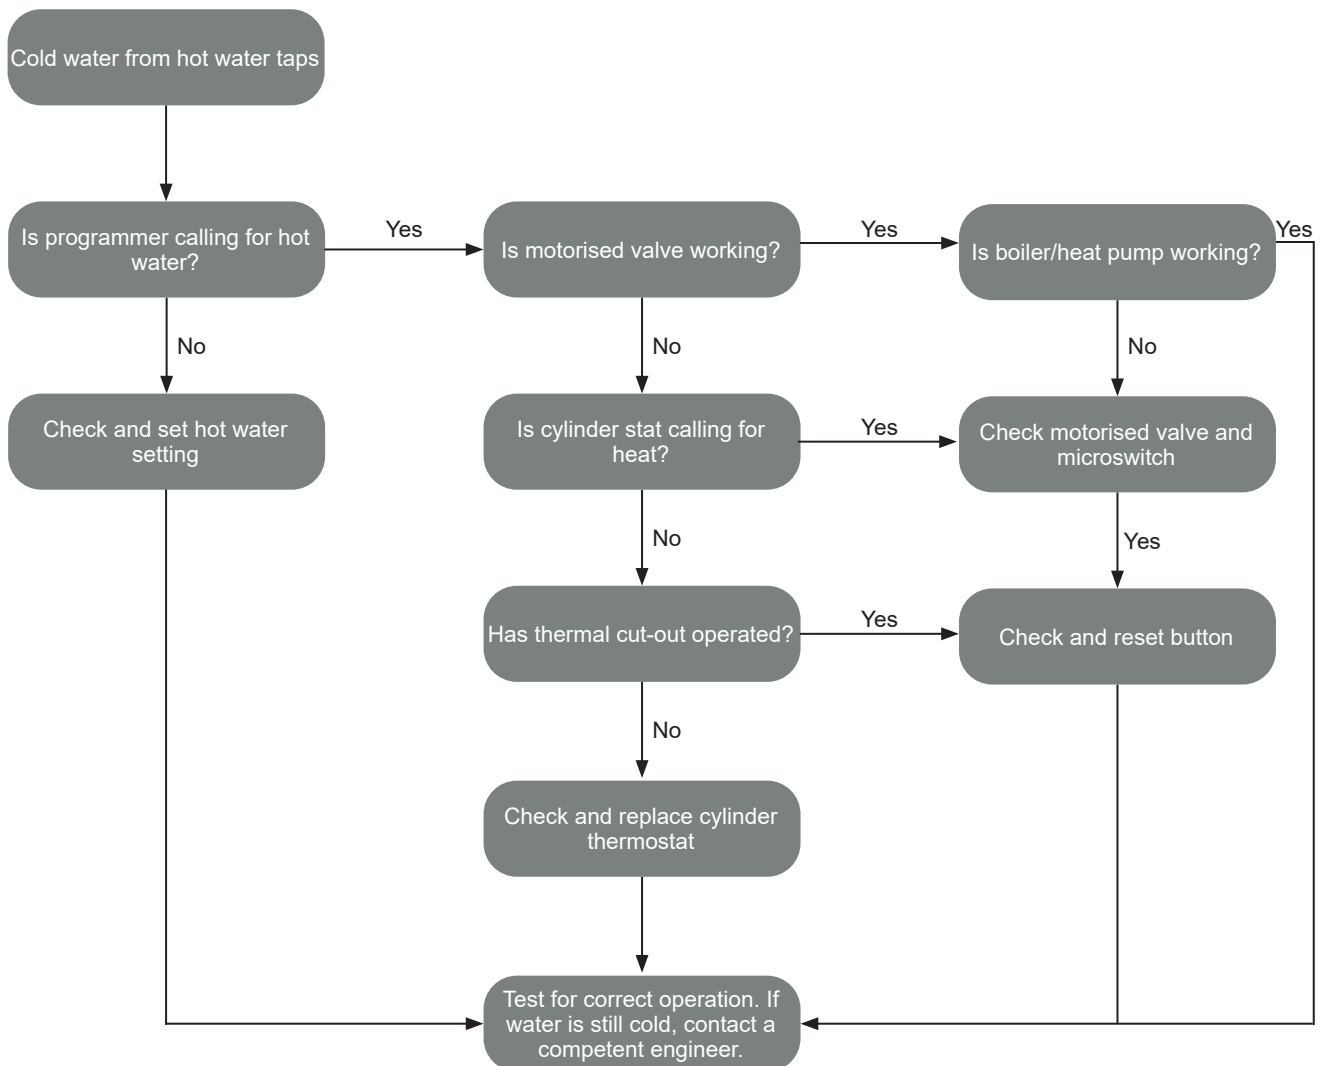 Cold water from hot water taps
Is programmer calling for hot
water?
Yes
Is motorised valve working?
Yes
Is boiler/heat pump working?
Yes
No
No
No
Check and set hot water
setting
Is cylinder stat calling for
heat?
Yes
Check motorised valve and
microswitch
No
Yes
Has thermal cut-out operated?
Yes
Check and reset button
No
Check and replace cylinder
thermostat
Test for correct operation. If
water is still cold, contact a
competent engineer.